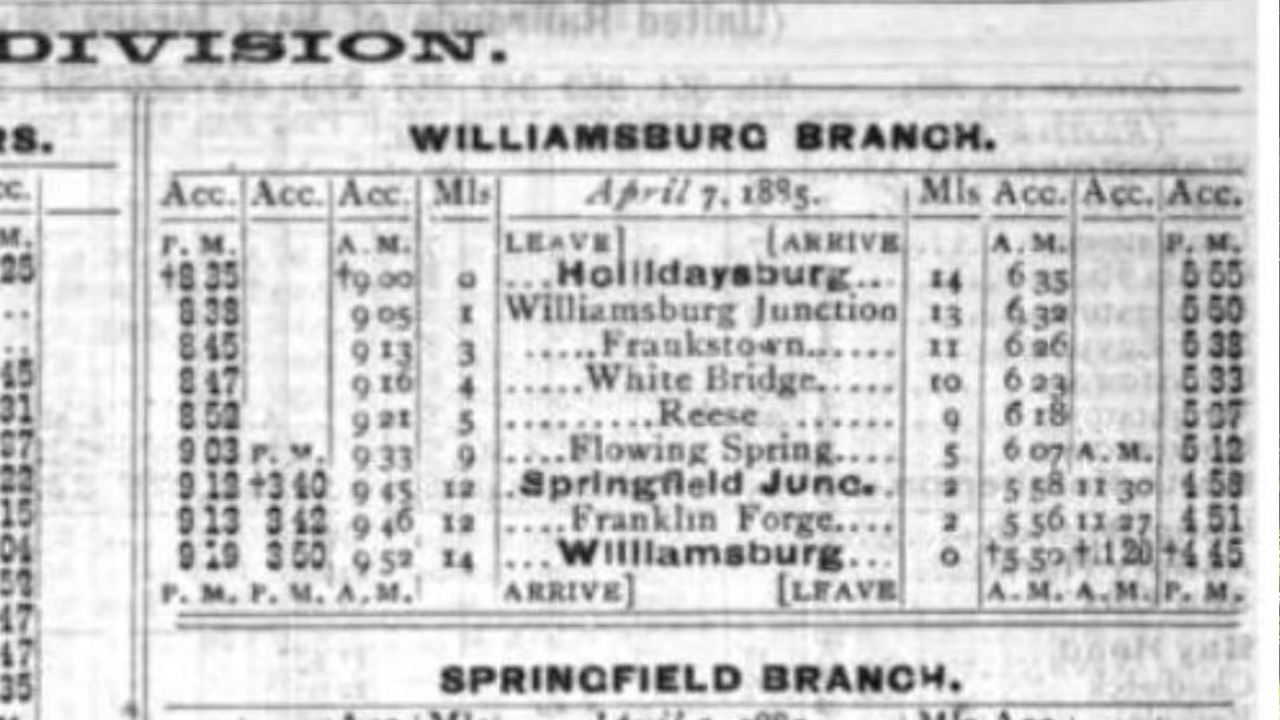 DIVISION.
RS.
WILLIAMSBURG BRANCH.
Acc. Acc. Acc. Mls April 7, 1885. Mls Acc. Acc. Acc.
P. M. A. M. LEAVE] [ARRIVE A. M. P. M.
†8 35 †9 00 0 ...Hollidaysburg... 14 6 35 5 55
8 38 9 05 1 Williamsburg Junction 13 6 32 5 50
8 45 9 13 3 .....Frankstown...... 11 6 26 5 38
8 47 9 16 4 .....White Bridge...... 10 6 23 5 33
8 52 9 21 5 .........Reese ...... 9 6 18 5 27
9 03 P. M. 9 33 9 ....Flowing Spring.... 5 6 07 A. M. 5 12
9 12 †3 40 9 45 12 .Springfield Junc.. 2 5 58 11 30 4 53
9 13 3 42 9 46 12 ....Franklin Forge.... 2 5 56 11 27 4 51
9 19 3 50 9 52 14 ...Williamsburg... 0 †5 50 †11 20 †4 45
P. M. P. M. A. M. ARRIVE] [LEAVE A. M. A. M. P. M.
SPRINGFIELD BRANCH.